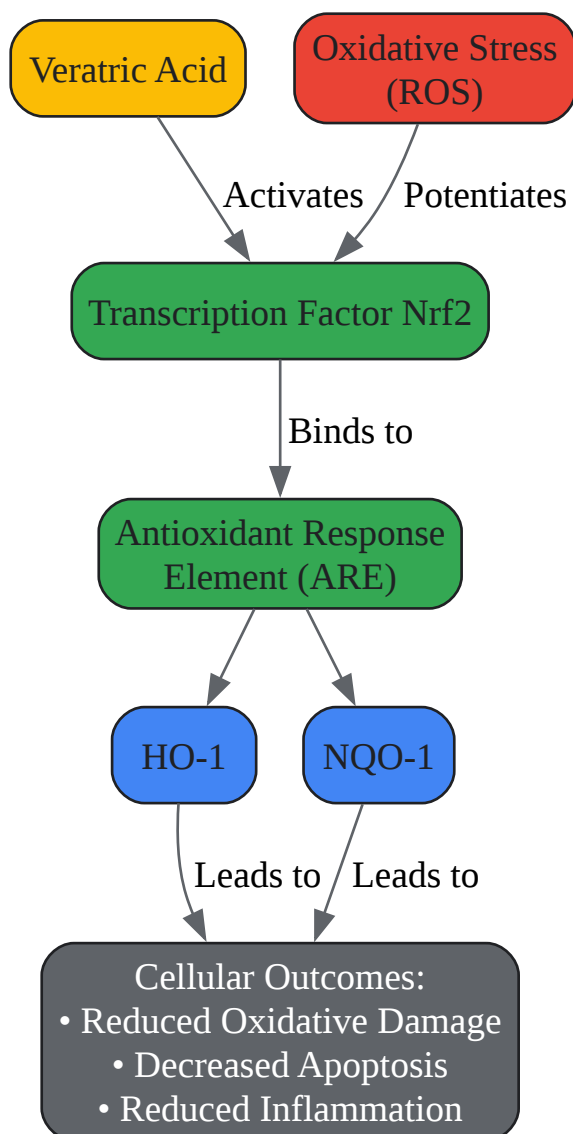 Veratric Acid
Oxidative Stress
(ROS)
Activates
Potentiates
Transcription Factor Nrf2
Binds to
Antioxidant Response
Element (ARE)
HO-1
NQO-1
Leads to
Leads to
Cellular Outcomes:
• Reduced Oxidative Damage
• Decreased Apoptosis
• Reduced Inflammation